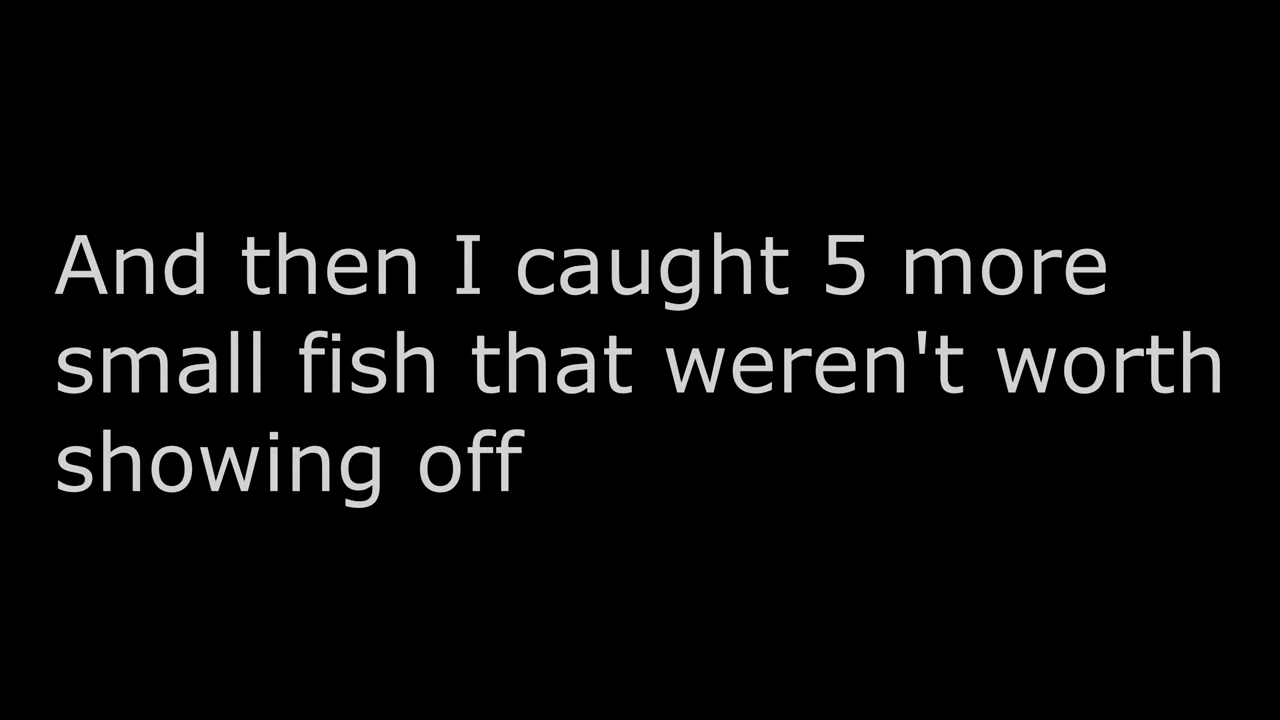 And then I caught 5 more
small fish that weren't worth
showing off